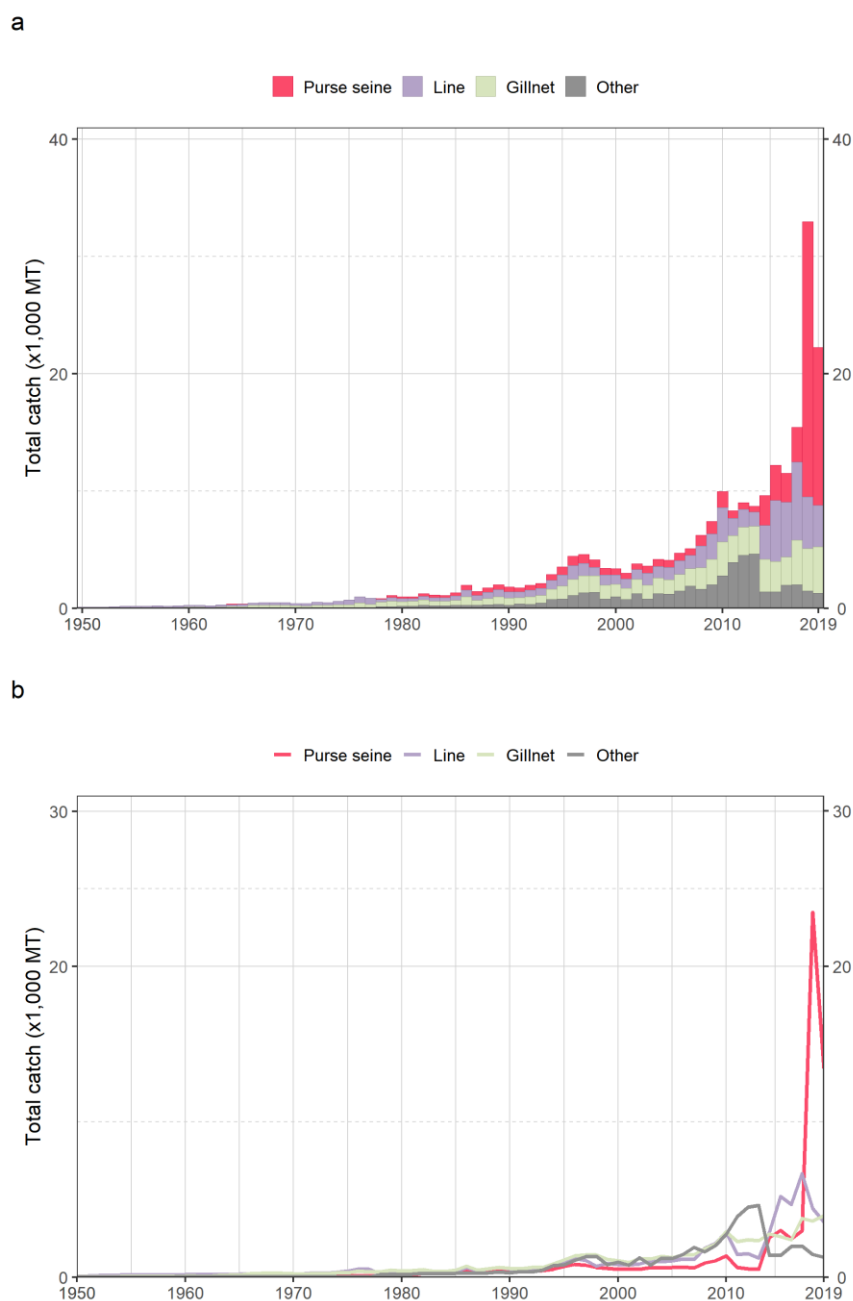 a
Purse seine Line Gillnet Other
Total catch (x1,000 MT)
40 40
20 20
0 0
1950 1960 1970 1980 1990 2000 2010 2019
b
Purse seine Line Gillnet Other
Total catch (x1,000 MT)
30 30
20 20
0 0
1950 1960 1970 1980 1990 2000 2010 2019